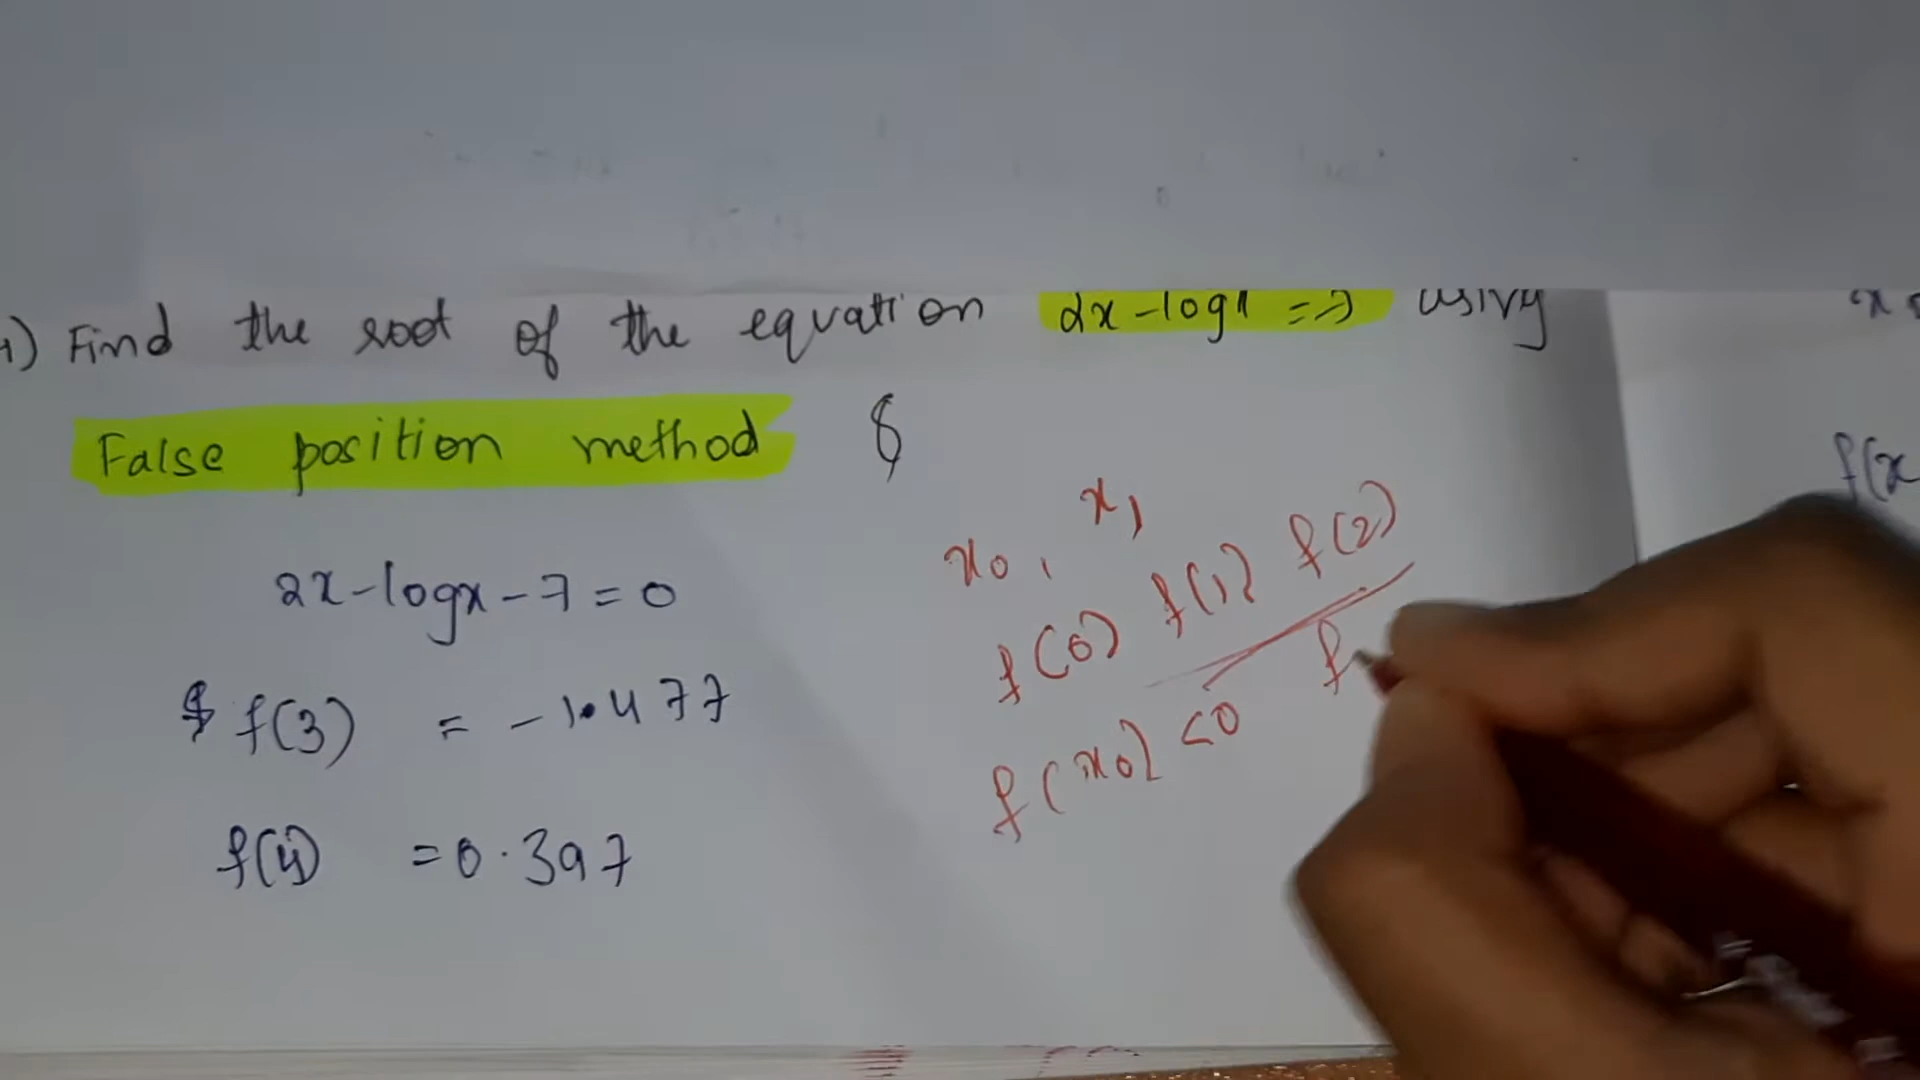 1) Find the root of the equation 2x-logx =7 using
False position method
2x-logx-7=0
f(3) = -1.477
f(4) =0.397
x0, x1
f(0) f(1) f(2)
f(x0) <0 f
x
f(x